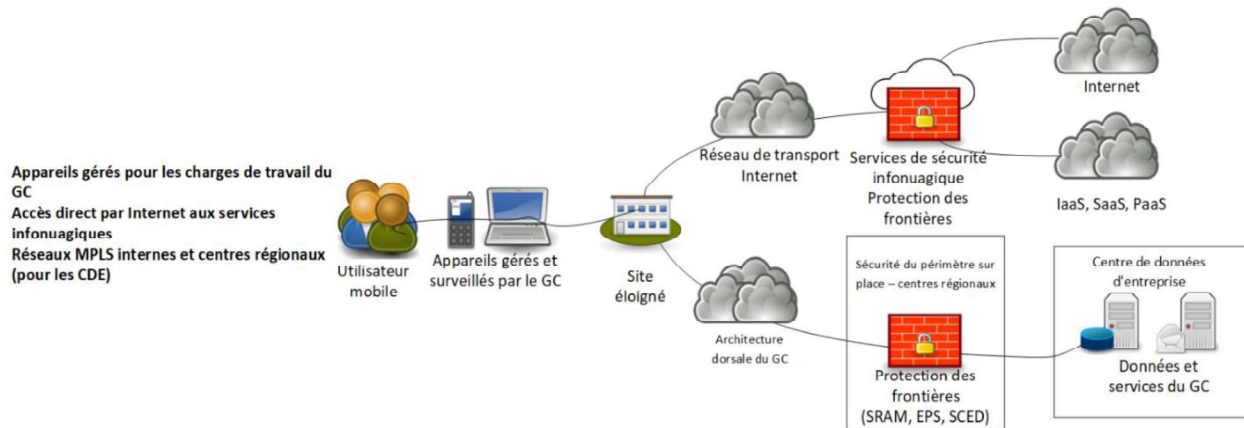 Appareils gérés pour les charges de travail du
GC
Accès direct par Internet aux services
infonuagiques
Réseaux MPLS internes et centres régionaux
(pour les CDE)
Utilisateur
mobile
Appareils gérés et
surveillés par le GC
Site
éloigné
Réseau de transport
Internet
Services de sécurité
infonuagique
Protection des
frontières
Internet
IaaS, SaaS, PaaS
Architecture
dorsale du GC
Sécurité du périmètre sur
place – centres régionaux
Protection des
frontières
(SRAM, EPS, SCED)
Centre de données
d'entreprise
Données et
services du GC